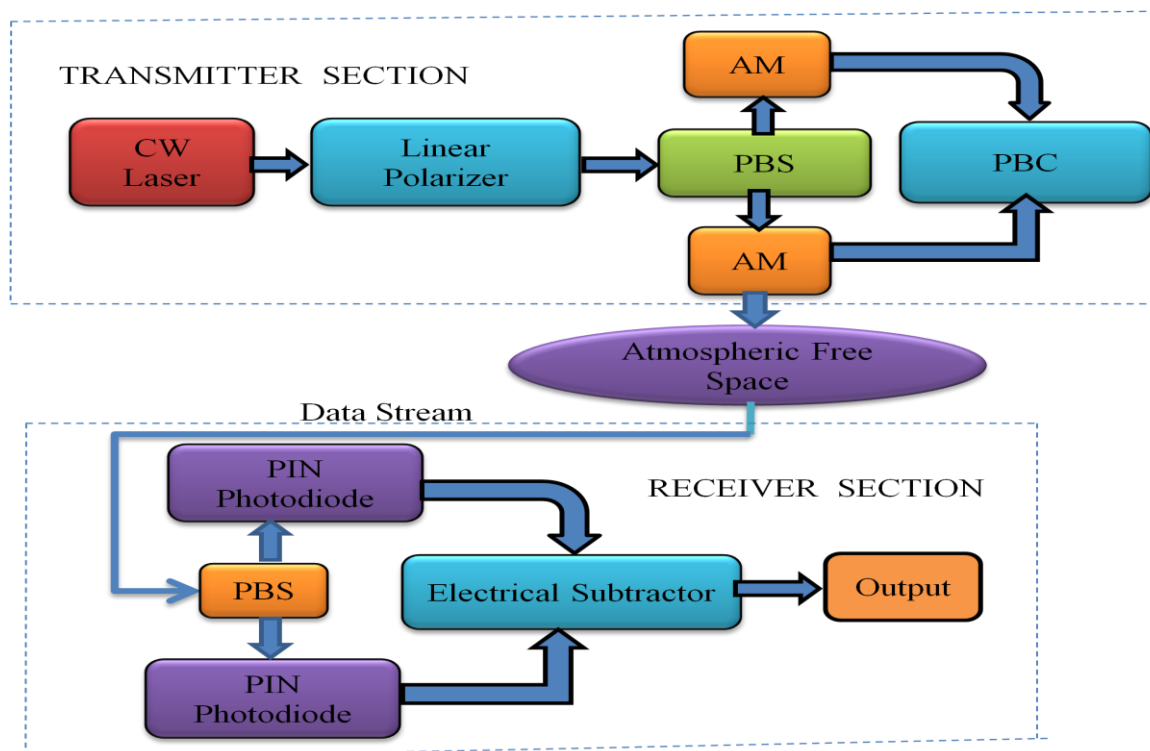 TRANSMITTER SECTION
AM
CW
Laser
Linear
Polarizer
PBS
PBC
AM
Atmospheric Free
Space
Data Stream
PIN
Photodiode
RECEIVER SECTION
PBS
Electrical Subtractor
Output
PIN
Photodiode